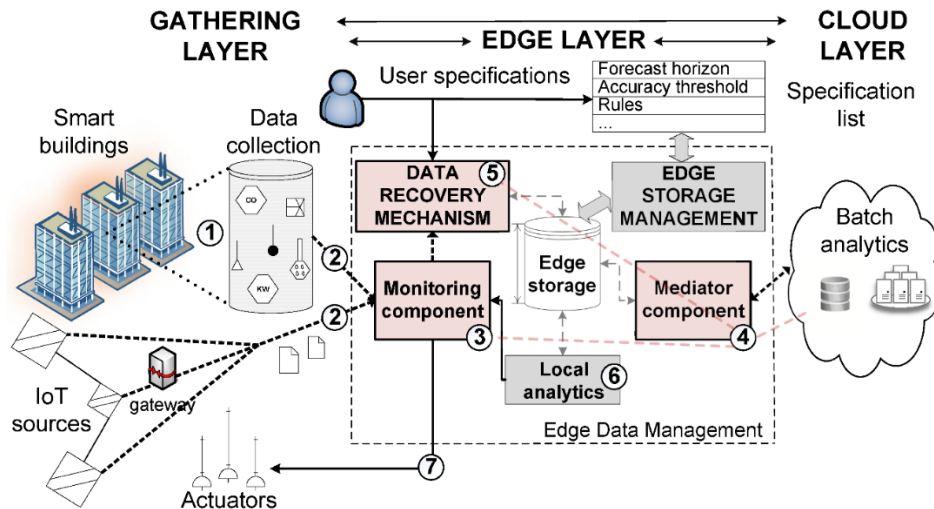 GATHERING
LAYER
EDGE LAYER
CLOUD
LAYER
User specifications
Forecast horizon
Accuracy threshold
Rules
...
Specification
list
Smart
buildings
Data
collection
CO
KW
1
2
2
DATA
RECOVERY
MECHANISM
5
EDGE
STORAGE
MANAGEMENT
Batch
analytics
Edge
storage
Monitoring
component
3
Mediator
component
4
Local
analytics
6
Edge Data Management
IoT
sources
gateway
7
Actuators